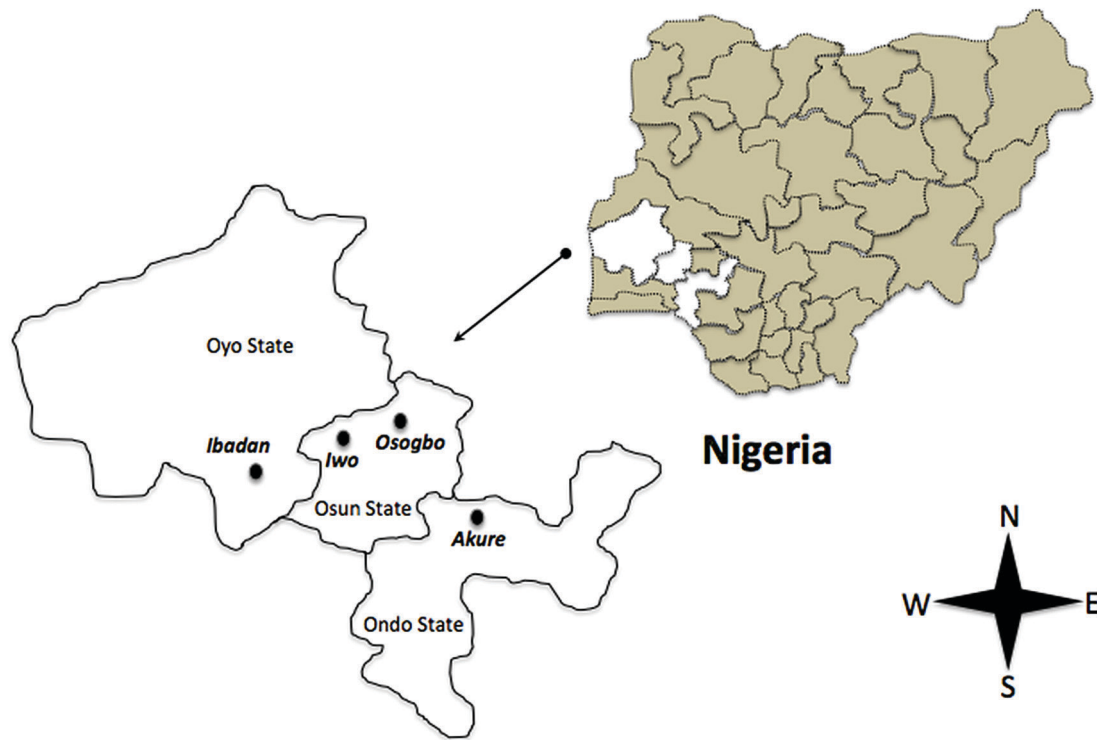 Oyo State
Ibadan
Iwo
Osogbo
Osun State
Akure
Ondo State
Nigeria
N
W
E
S